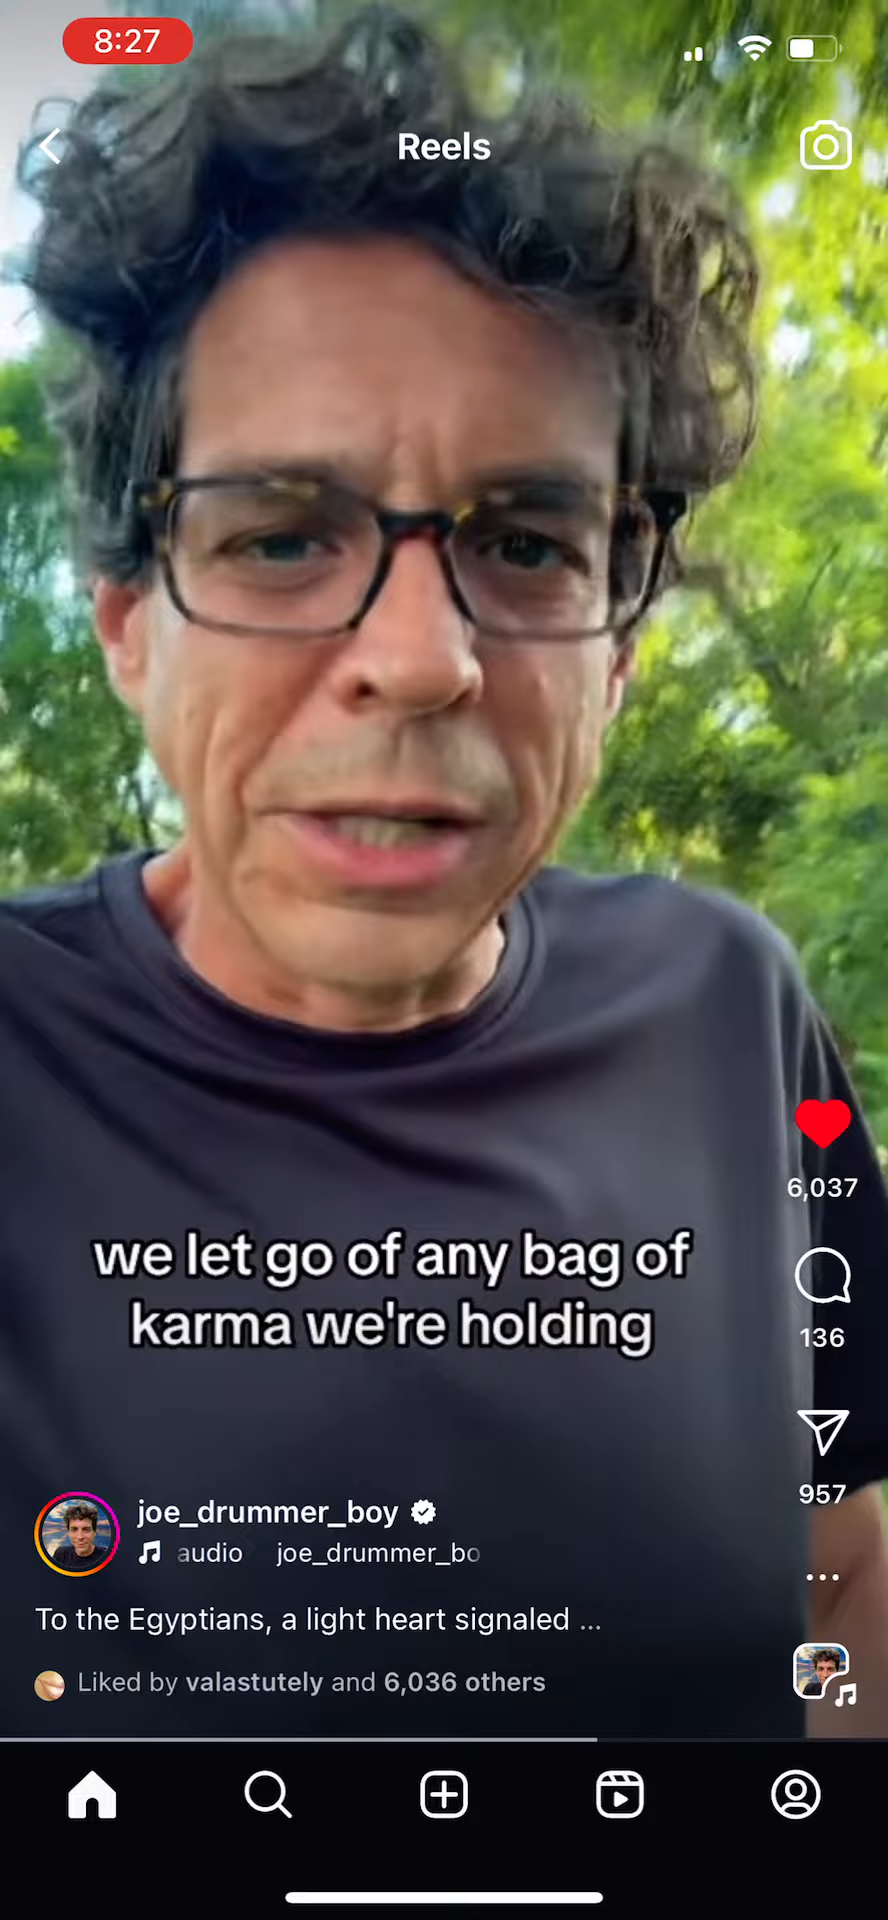 8:27
Reels
6,037
we let go of any bag of
karma we're holding
136
957
joe_drummer_boy
audio joe_drummer_bo
To the Egyptians, a light heart signaled ...
Liked by valastutely and 6,036 others